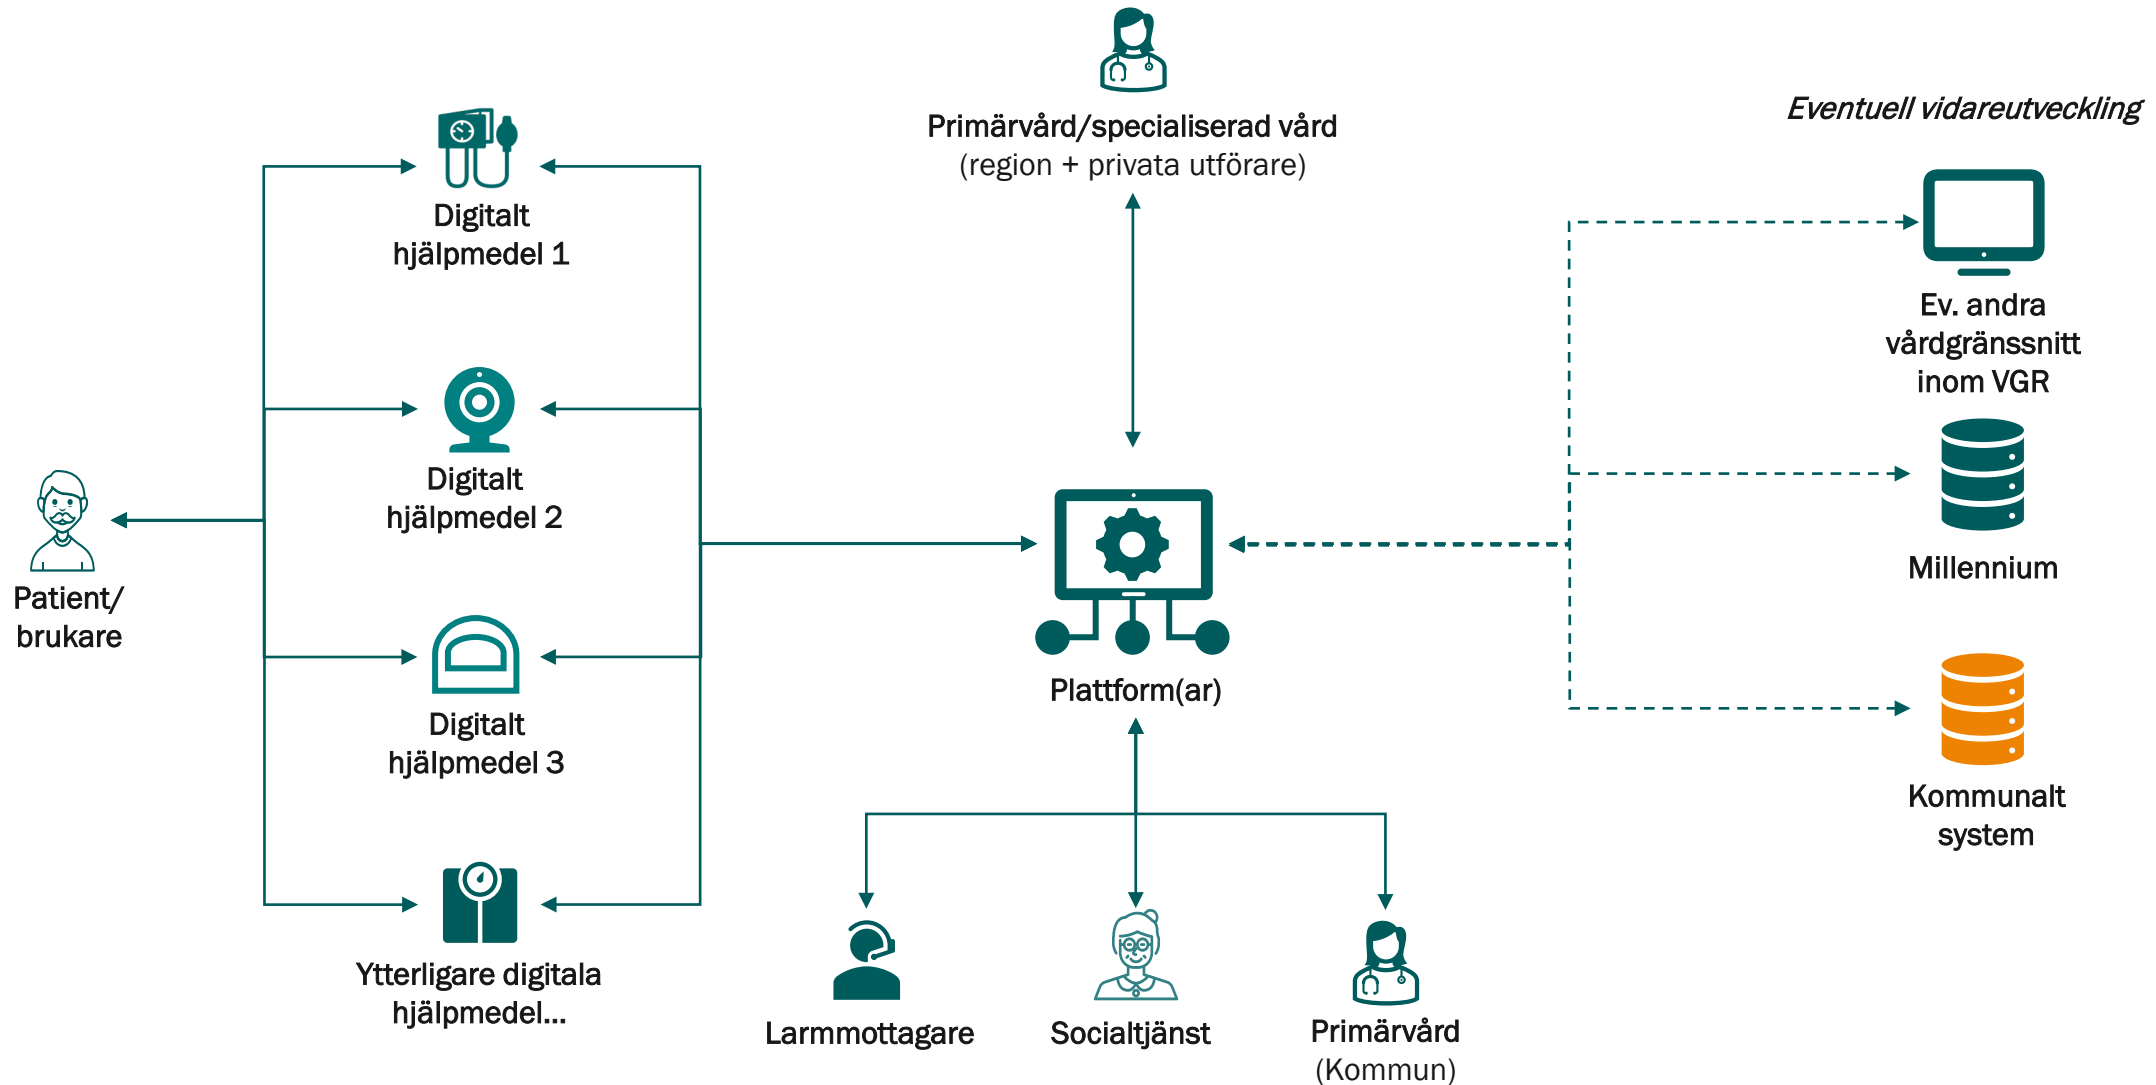 Primärvård/specialiserad vård
(region + privata utförare)
Eventuell vidareutveckling
Digitalt
hjälpmedel 1
Digitalt
hjälpmedel 2
Digitalt
hjälpmedel 3
Ytterligare digitala
hjälpmedel...
Patient/
brukare
Plattform(ar)
Larmmottagare
Socialtjänst
Primärvård
(Kommun)
Ev. andra
vårdgränssnitt
inom VGR
Millennium
Kommunalt
system